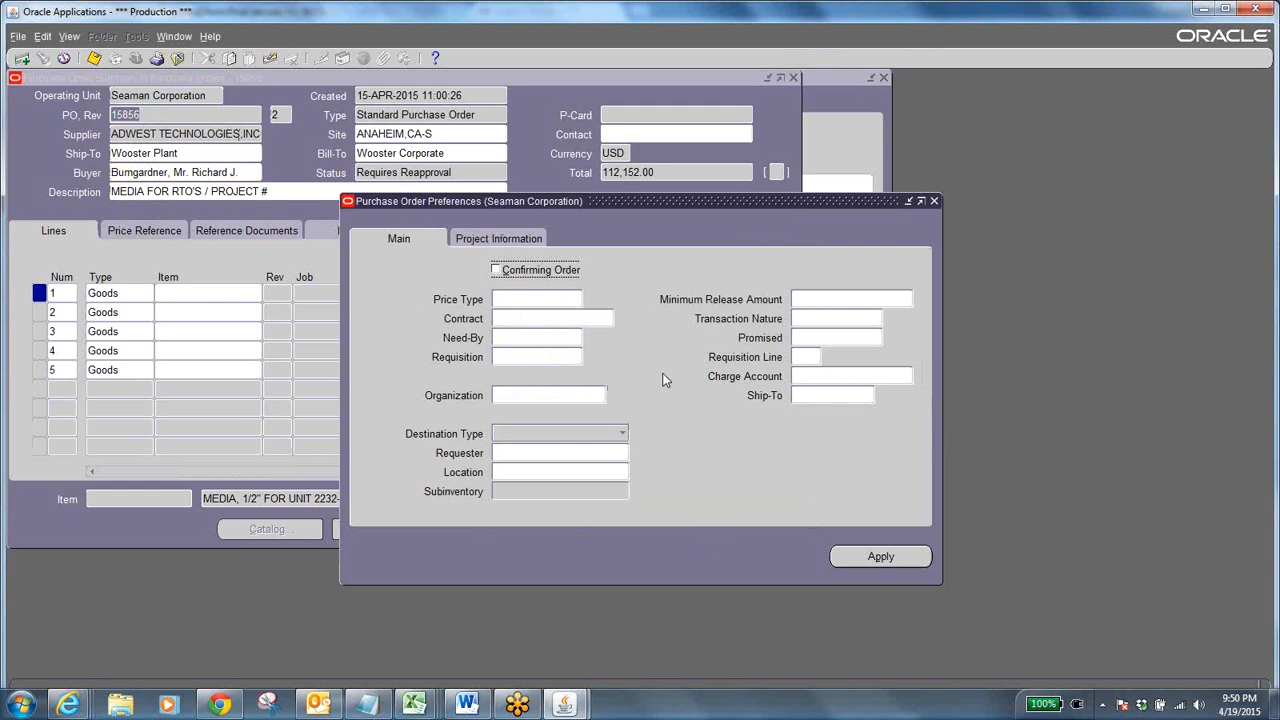 Oracle Applications - *** Production ***
File Edit View Folder Tools Window Help
ORACLE
Operating Unit Seaman Corporation Created 15-APR-2015 11:00:26
PO, Rev 15856 2 Type Standard Purchase Order P-Card
Supplier ADWEST TECHNOLOGIES,INC Site ANAHEIM,CA-S Contact
Ship-To Wooster Plant Bill-To Wooster Corporate Currency USD
Buyer Bumgardner, Mr. Richard J. Status Requires Reapproval Total 112,152.00 [ ]
Description MEDIA FOR RTO'S / PROJECT #
Purchase Order Preferences (Seaman Corporation)
Lines Price Reference Reference Documents
Main Project Information
Num Type Item Rev Job
1 Goods
2 Goods
3 Goods
4 Goods
5 Goods
Item MEDIA, 1/2" FOR UNIT 2232-
Catalog...
Confirming Order
Price Type Minimum Release Amount
Contract Transaction Nature
Need-By Promised
Requisition Requisition Line
Charge Account
Organization Ship-To
Destination Type
Requester
Location
Subinventory
Apply
100% 9:50 PM
4/19/2015